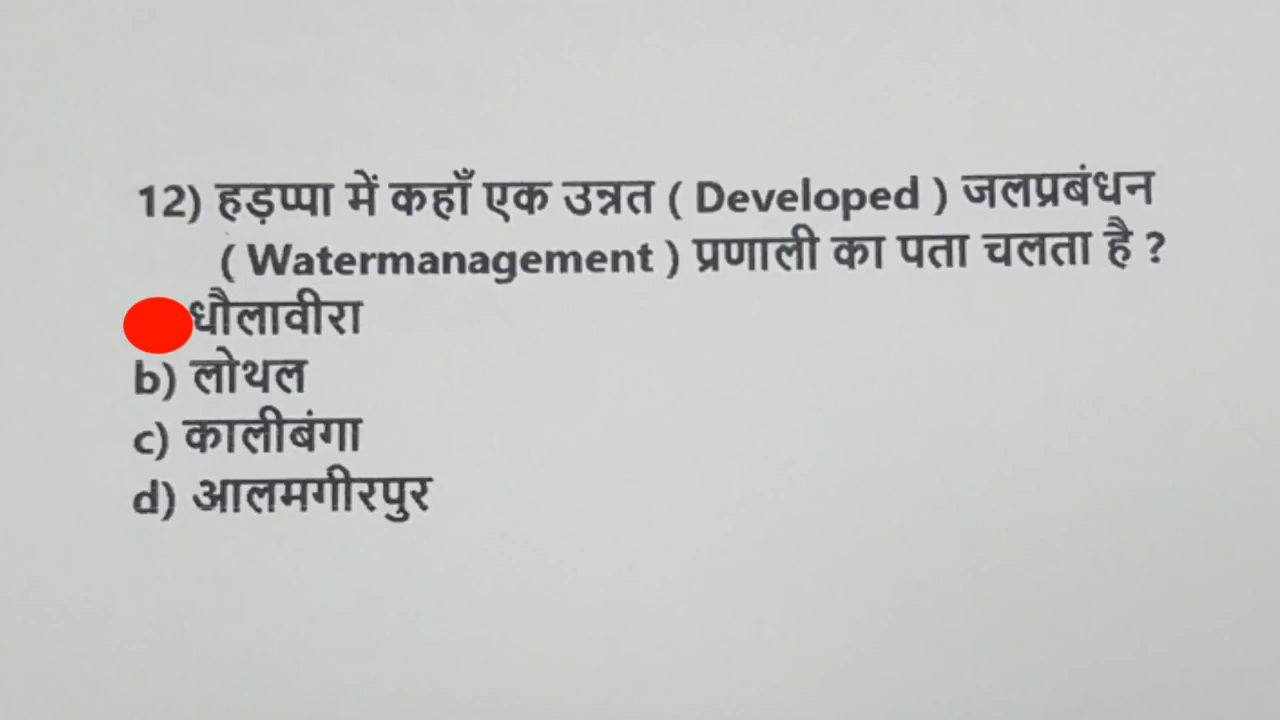 12) हड़प्पा में कहाँ एक उन्नत ( Developed ) जलप्रबंधन
( Watermanagement ) प्रणाली का पता चलता है ?
धौलावीरा
b) लोथल
c) कालीबंगा
d) आलमगीरपुर